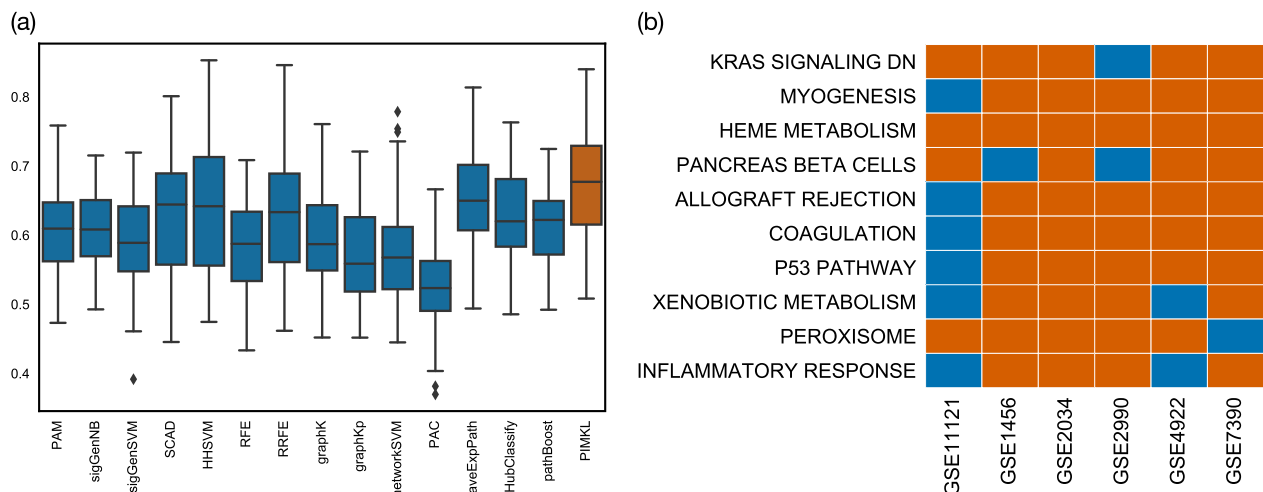 (a)
0.8
0.7
0.6
0.5
0.4
PAM
sigGenNB
sigGenSVM
SCAD
HHSVM
RFE
RRFE
graphK
graphKp
networkSVM
PAC
aveExpPath
HubClassify
pathBoost
PIMKL
(b)
KRAS SIGNALING DN
MYOGENESIS
HEME METABOLISM
PANCREAS BETA CELLS
ALLOGRAFT REJECTION
COAGULATION
P53 PATHWAY
XENOBIOTIC METABOLISM
PEROXISOME
INFLAMMATORY RESPONSE
GSE11121
GSE1456
GSE2034
GSE2990
GSE4922
GSE7390